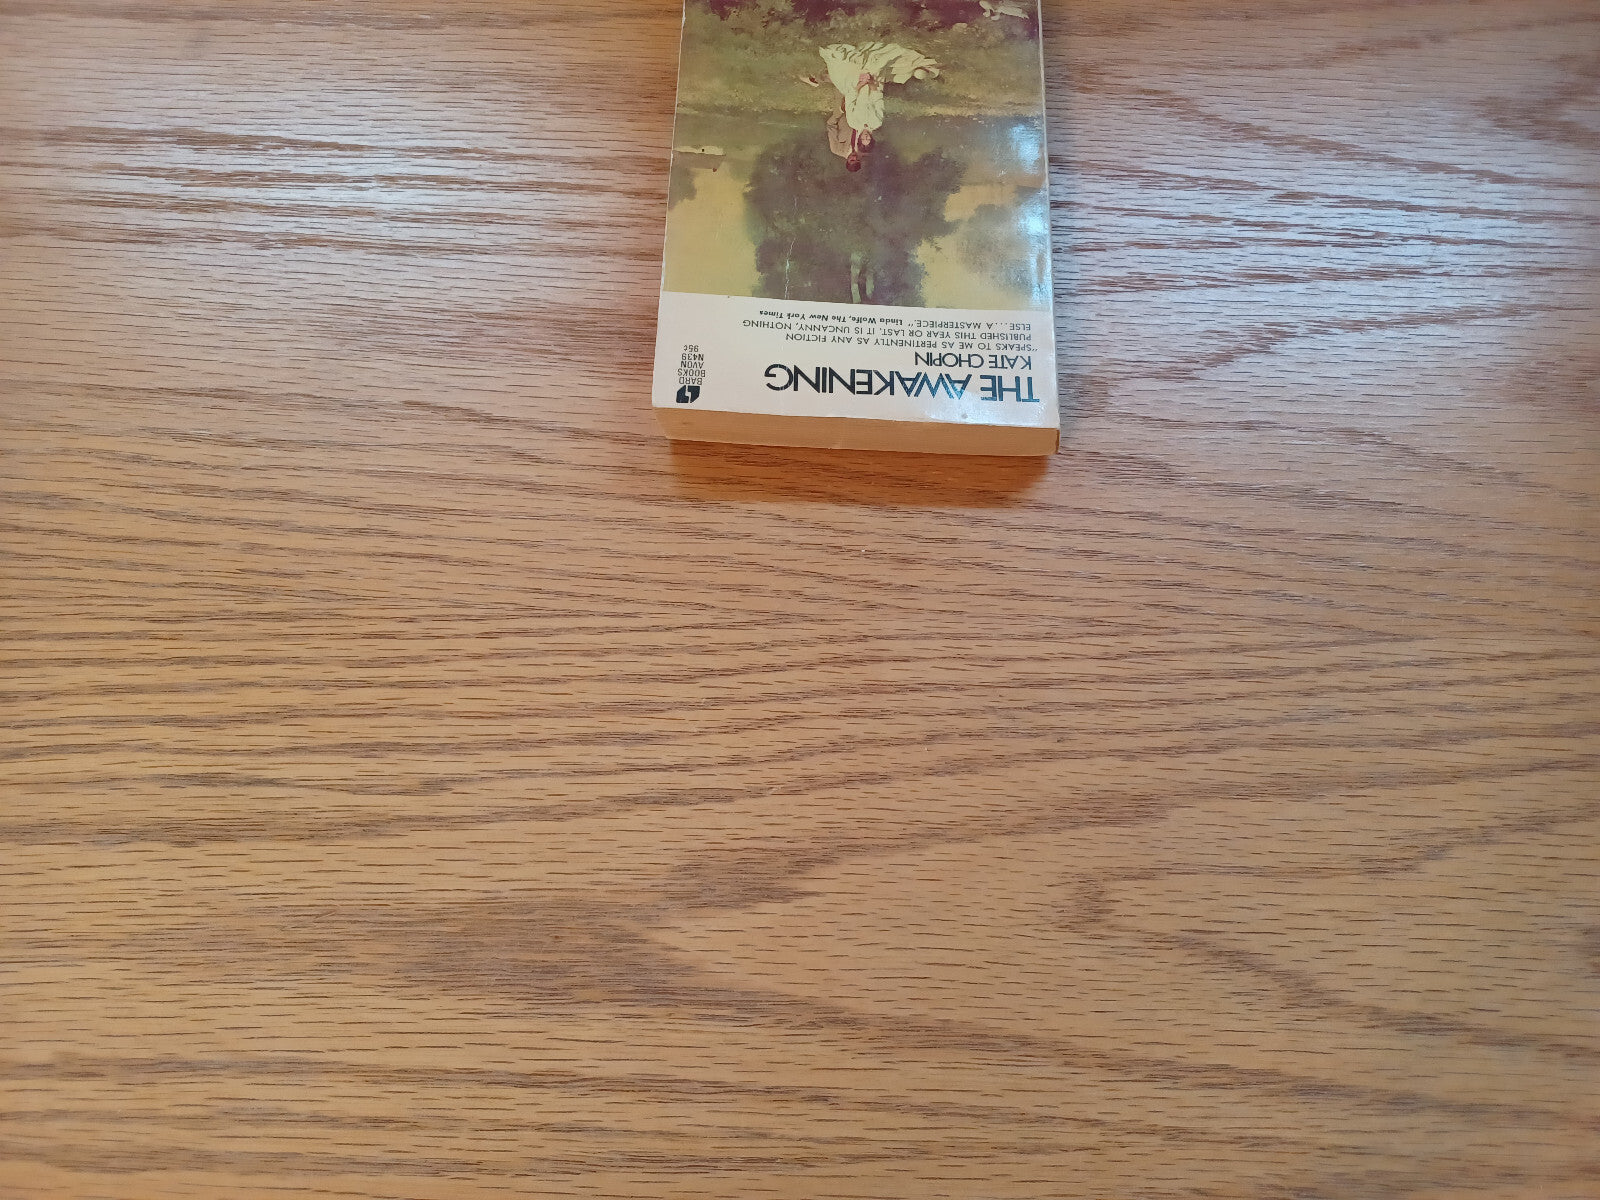 THE AWAKENING
KATE CHOPIN
"SPEAKS TO ME AS PERTINENTLY AS ANY FICTION
PUBLISHED THIS YEAR OR LAST. IT IS UNCANNY, NOTHING
ELSE.... A MASTERPIECE." Linda Wolfe, The New York Times
BARD
BOOKS
AVON
N439
95¢